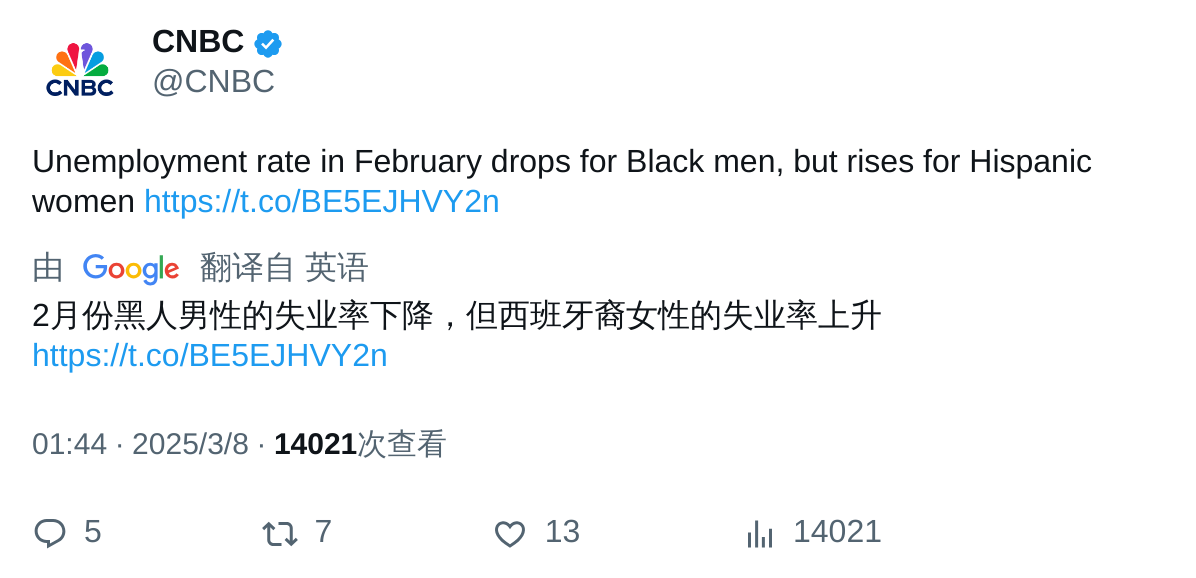 CNBC
CNBC
@CNBC
Unemployment rate in February drops for Black men, but rises for Hispanic
women https://t.co/BE5EJHVY2n
由 Google 翻译自 英语
2月份黑人男性的失业率下降，但西班牙裔女性的失业率上升
https://t.co/BE5EJHVY2n
01:44 · 2025/3/8 · 14021次查看
5 7 13 14021